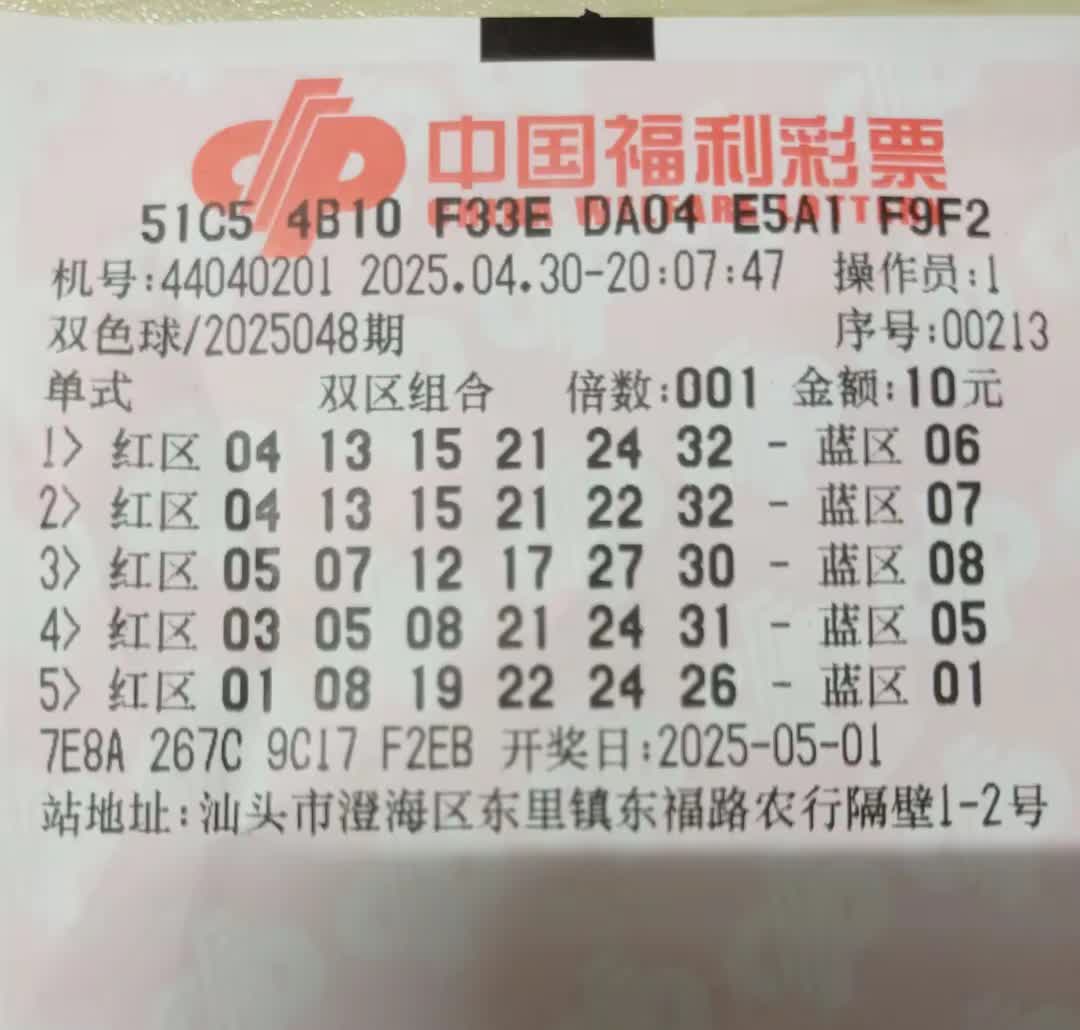 中国福利彩票
CHINA WELFARE LOTTERY
51C5 4B10 F33E DA04 E5A1 F9F2
机号:44040201 2025.04.30-20:07:47 操作员:1
双色球/2025048期 序号:00213
单式 双区组合 倍数:001 金额:10元
1> 红区 04 13 15 21 24 32 - 蓝区 06
2> 红区 04 13 15 21 22 32 - 蓝区 07
3> 红区 05 07 12 17 27 30 - 蓝区 08
4> 红区 03 05 08 21 24 31 - 蓝区 05
5> 红区 01 08 19 22 24 26 - 蓝区 01
7E8A 267C 9C17 F2EB 开奖日:2025-05-01
站地址:汕头市澄海区东里镇东福路农行隔壁1-2号